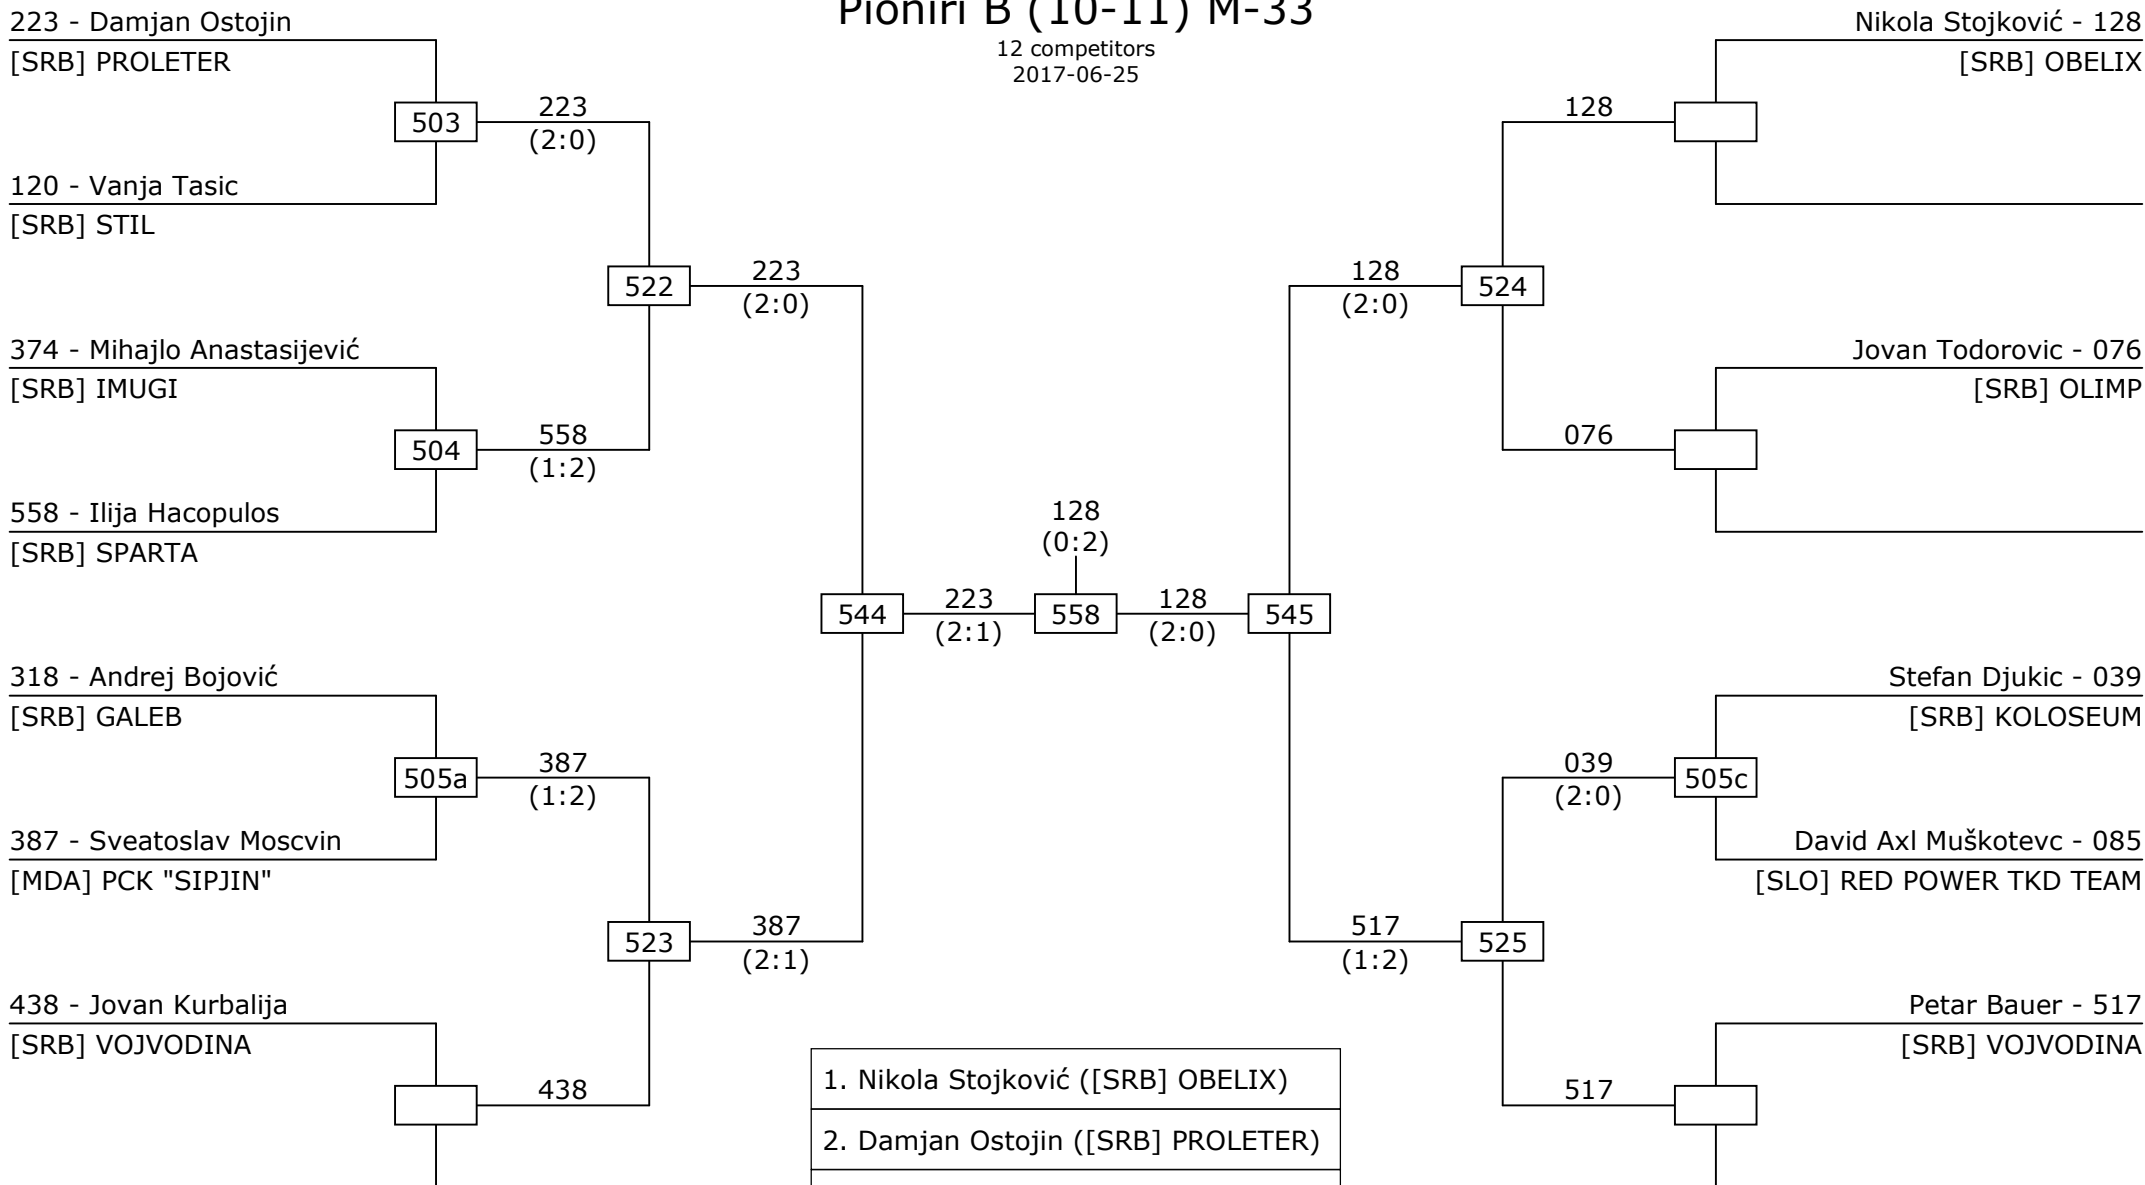 Pioniri B (10-11) M-33
12 competitors
2017-06-25
223 - Damjan Ostojin
[SRB] PROLETER
503
223
(2:0)
120 - Vanja Tasic
[SRB] STIL
522
223
(2:0)
374 - Mihajlo Anastasijević
[SRB] IMUGI
504
558
(1:2)
558 - Ilija Hacopulos
[SRB] SPARTA
544
223
(2:1)
318 - Andrej Bojović
[SRB] GALEB
505a
387
(1:2)
387 - Sveatoslav Moscvin
[MDA] PCK "SIPJIN"
523
387
(2:1)
438 - Jovan Kurbalija
[SRB] VOJVODINA
438
128
(0:2)
558
Nikola Stojković - 128
[SRB] OBELIX
128
128
(2:0)
524
Jovan Todorovic - 076
[SRB] OLIMP
076
128
(2:0)
545
Stefan Djukic - 039
[SRB] KOLOSEUM
039
(2:0)
505c
David Axl Muškotevc - 085
[SLO] RED POWER TKD TEAM
517
(1:2)
525
Petar Bauer - 517
[SRB] VOJVODINA
517
1. Nikola Stojković ([SRB] OBELIX)
2. Damjan Ostojin ([SRB] PROLETER)